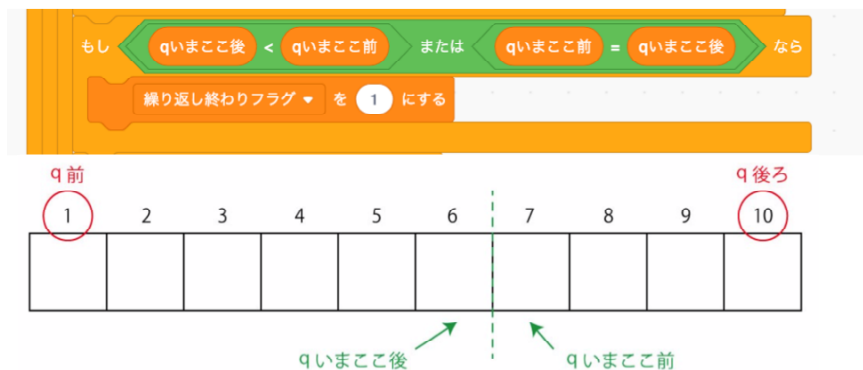 もし qいまここ後 < qいまここ前 または qいまここ前 = qいまここ後 なら
繰り返し終わりフラグ を 1 にする
q前 q後ろ
1 2 3 4 5 6 7 8 9 10
qいまここ後 qいまここ前